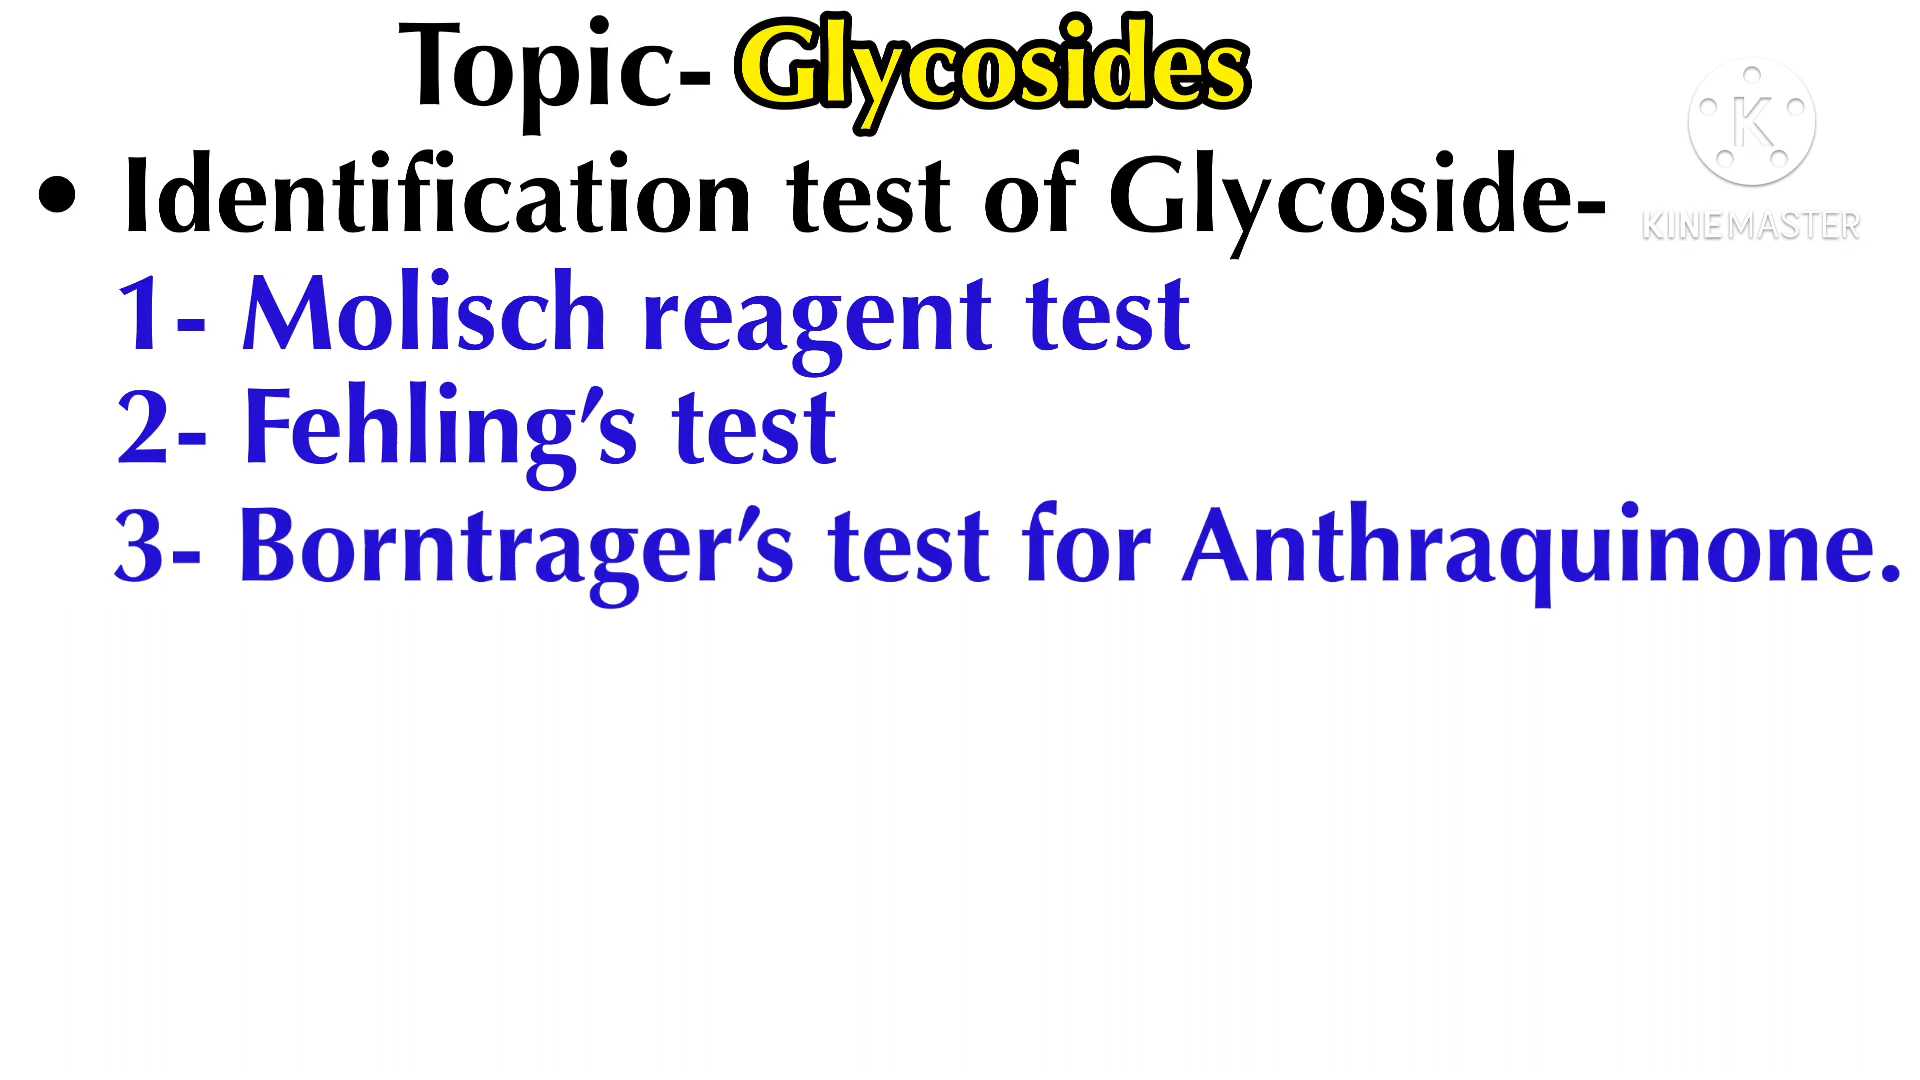 Topic- Glycosides
• Identification test of Glycoside-
K
KINEMASTER
1- Molisch reagent test
2- Fehling’s test
3- Borntrager’s test for Anthraquinone.